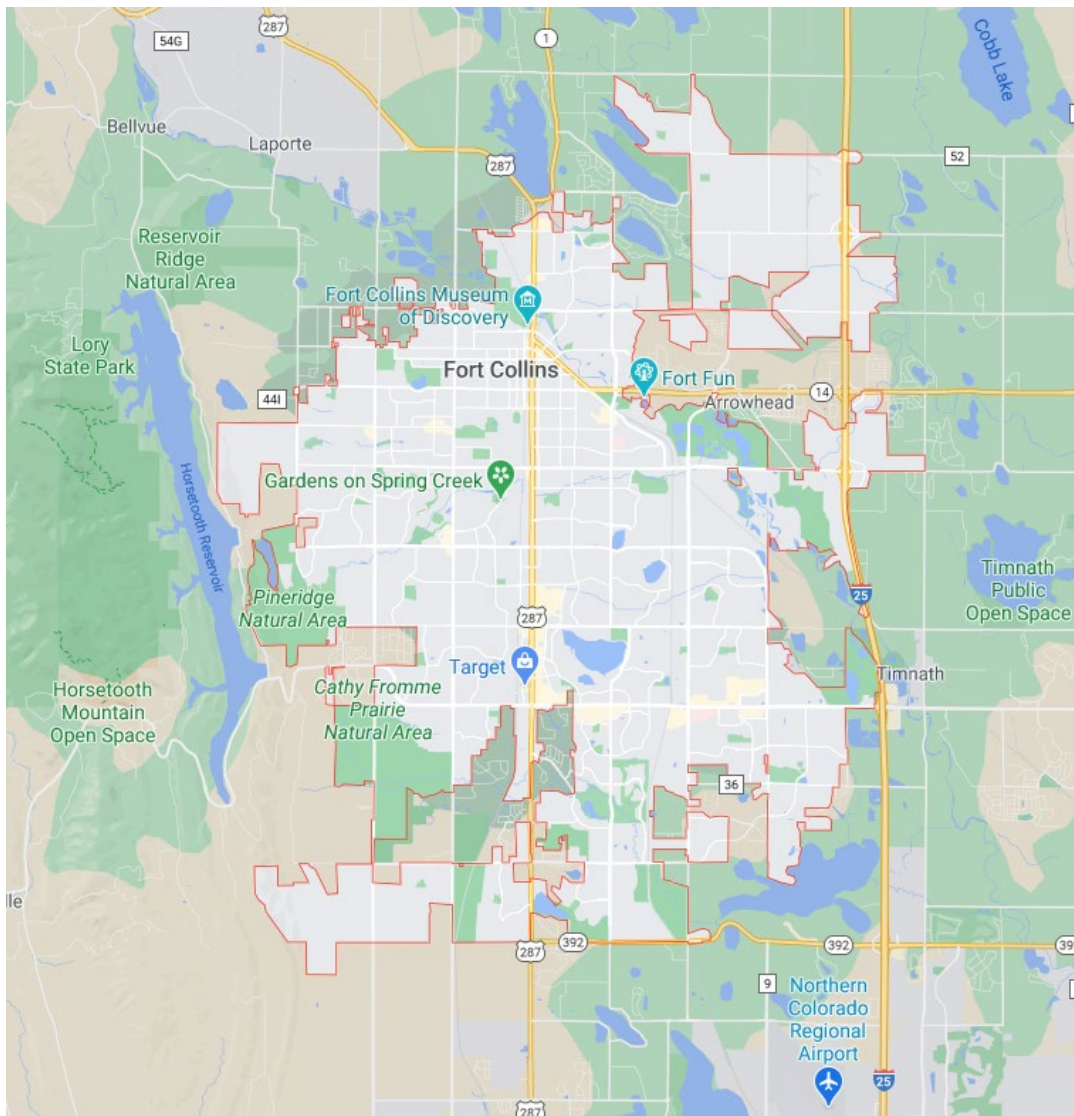 287
54G
1
Cobb Lake
Bellvue
Laporte
287
52
Reservoir
Ridge
Natural Area
Fort Collins Museum
of Discovery
Lory
State Park
Fort Collins
Fort Fun
44I
Arrowhead
14
Horsetooth Reservoir
Gardens on Spring Creek
Timnath
Public
Open Space
25
Pineridge
Natural Area
287
Target
Timnath
Horsetooth
Mountain
Open Space
Cathy Fromme
Prairie
Natural Area
36
lle
392
287
392
39
9
Northern
Colorado
Regional
Airport
25
287